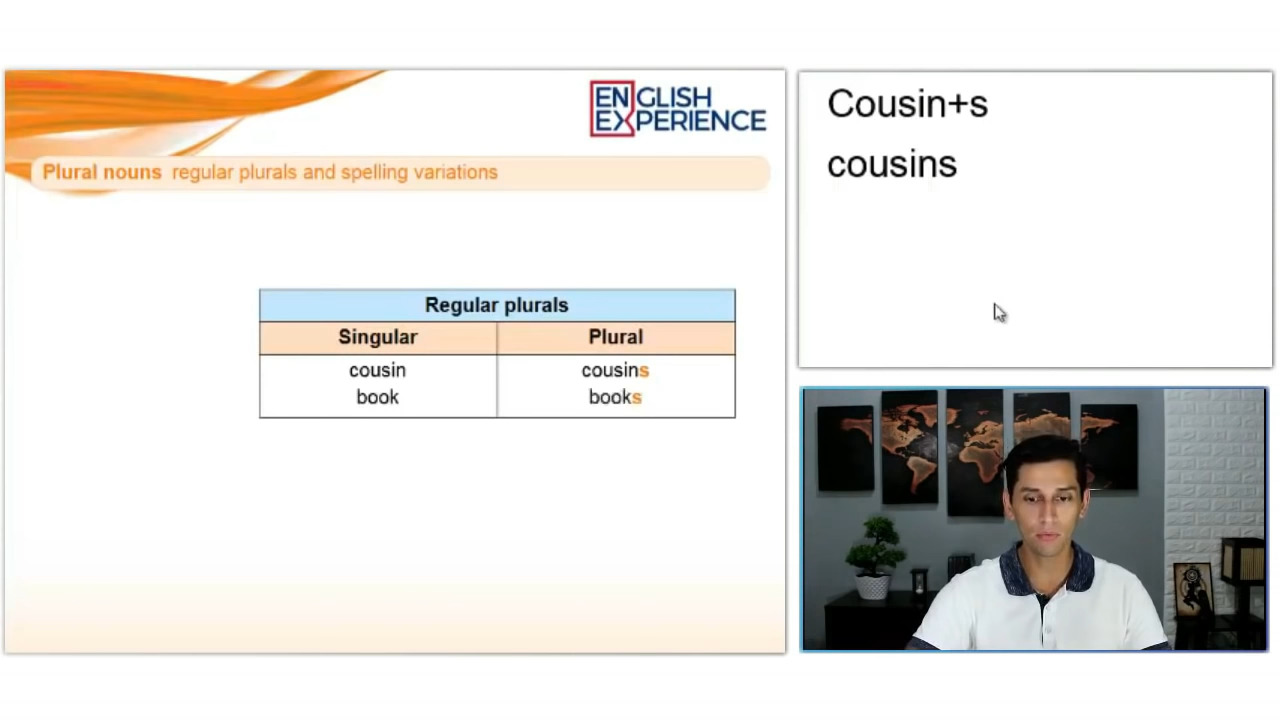 ENGLISH
EXPERIENCE
Plural nouns regular plurals and spelling variations
Regular plurals
Singular Plural
cousin cousins
book books
Cousin+s
cousins